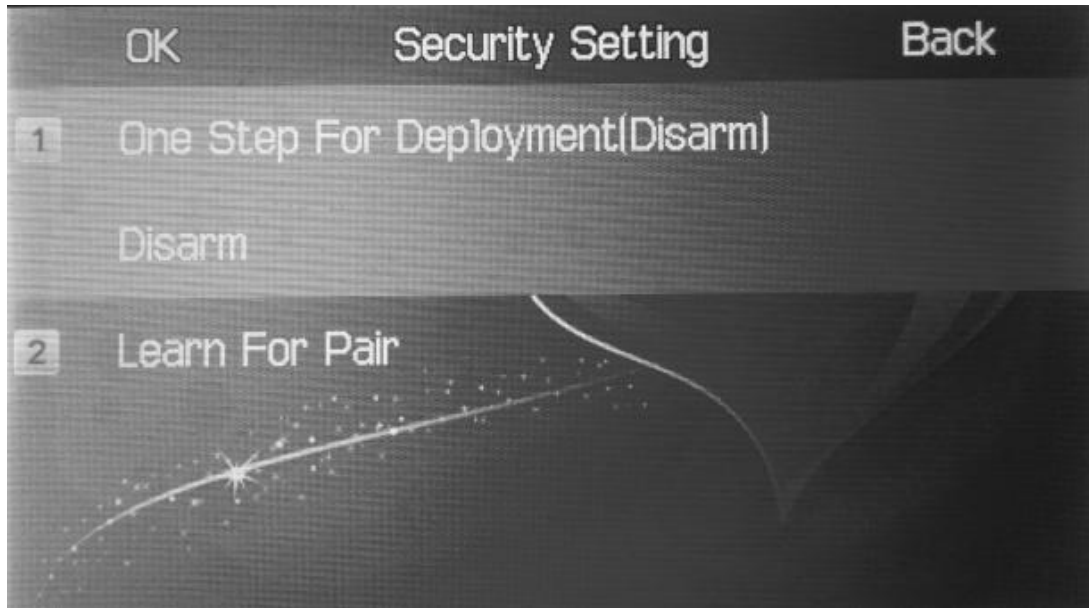 OK Security Setting Back
1 One Step For Deployment(Disarm)
Disarm
2 Learn For Pair